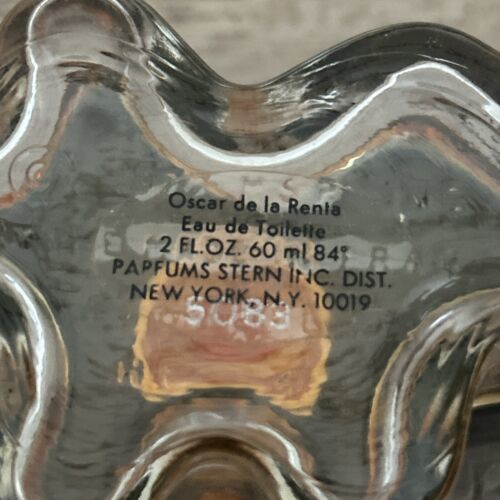 Oscar de la Renta
Eau de Toilette
2 FL.OZ. 60 ml 84°
PARFUMS STERN INC. DIST.
NEW YORK, N.Y. 10019
5083